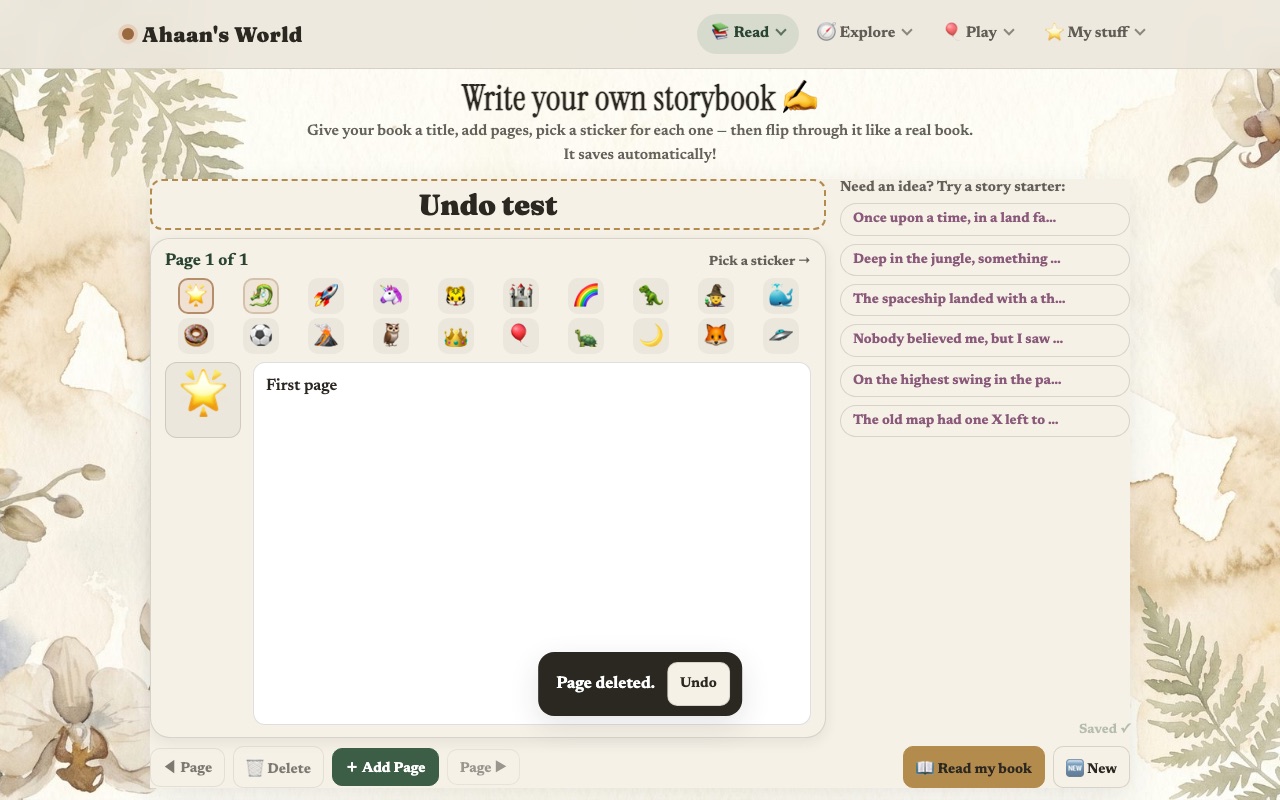 Ahaan's World
Read
Explore
Play
My stuff
Write your own storybook
Give your book a title, add pages, pick a sticker for each one – then flip through it like a real book.
It saves automatically!
Undo test
Need an idea? Try a story starter:
Once upon a time, in a land fa...
Deep in the jungle, something ...
The spaceship landed with a th...
Nobody believed me, but I saw ...
On the highest swing in the pa...
The old map had one X left to ...
Page 1 of 1
Pick a sticker →
First page
Page deleted.
Undo
Saved ✓
◀ Page
Delete
+ Add Page
Page ▶
Read my book
NEW New